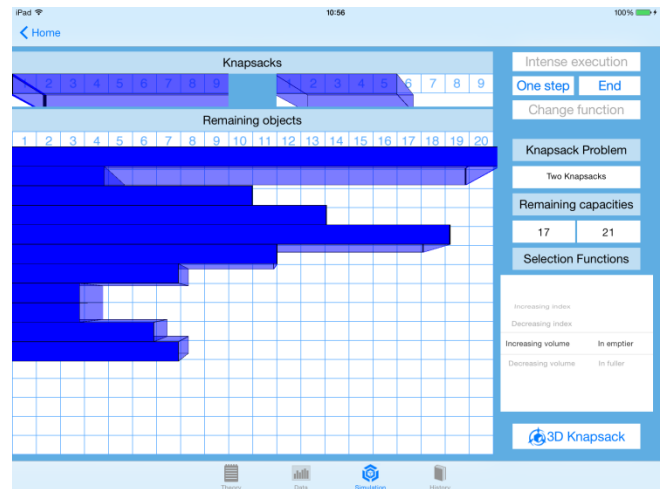 iPad 10:56 100%
Home
Knapsacks
1 2 3 4 5 6 7 8 9 1 2 3 4 5 6 7 8 9
Remaining objects
1 2 3 4 5 6 7 8 9 10 11 12 13 14 15 16 17 18 19 20
Intense execution
One step End
Change function
Knapsack Problem
Two Knapsacks
Remaining capacities
17 21
Selection Functions
Increasing index
Decreasing index
Increasing volume In emptier
Decreasing volume In fuller
3D Knapsack
Theory Data Simulation History